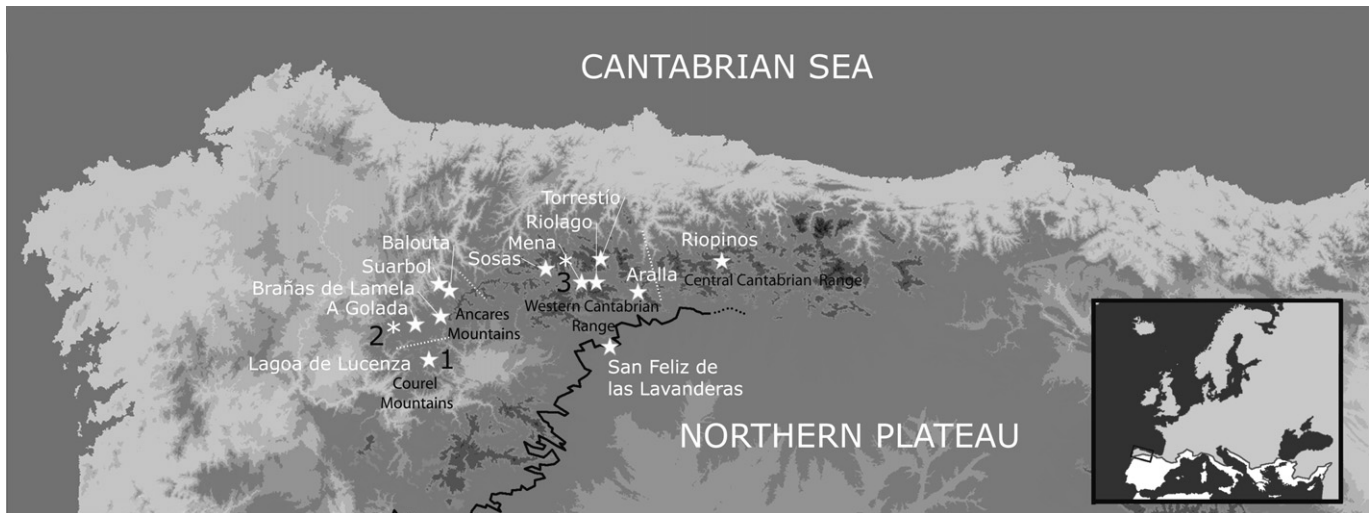 CANTABRIAN SEA
Torrestío
Riolago
Balouta
Mena *
Riopinos
Suarbol
Sosas
3
Aralla
Brañas de Lamela
Central Cantabrian Range
A Golada
Ancares
Mountains
Western Cantabrian
Range
2 *
Lagoa de Lucenza
1
San Feliz de
las Lavanderas
Courel
Mountains
NORTHERN PLATEAU